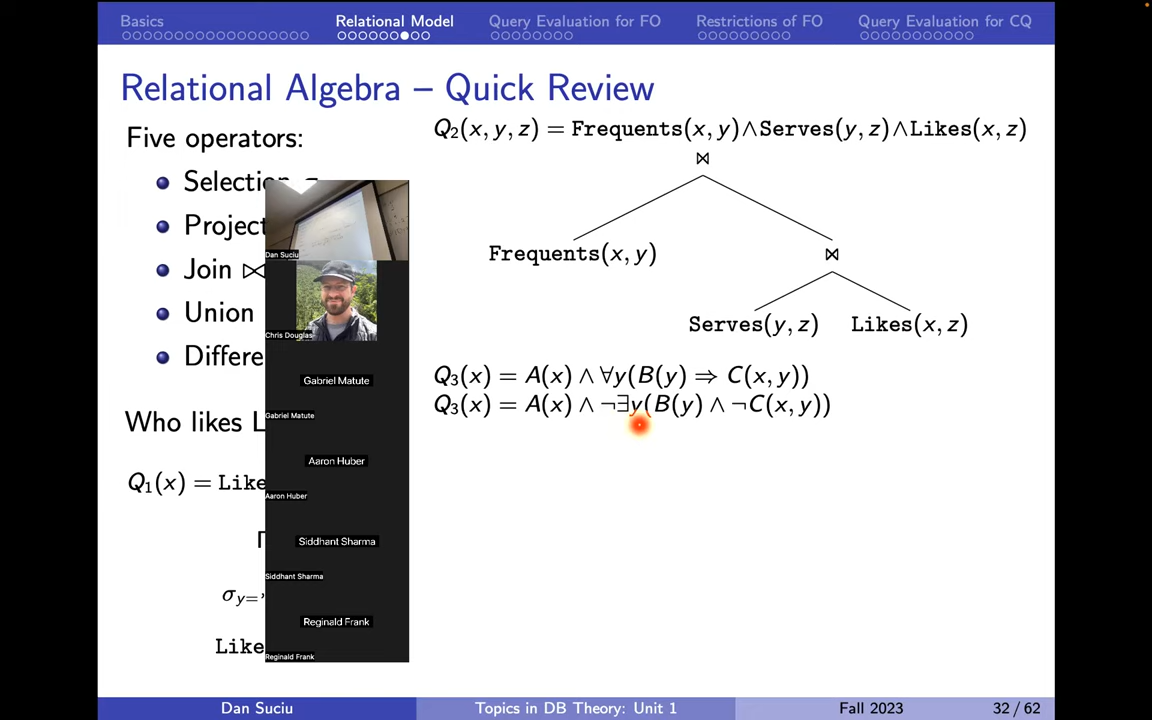 Basics Relational Model Query Evaluation for FO Restrictions of FO Query Evaluation for CQ
Relational Algebra – Quick Review
Five operators:
Selection
Project
Join ⋈
Union
Differe
Who likes L
Q₁(x) = Like
σy='
Like
Q₂(x, y, z) = Frequents(x, y)∧Serves(y, z)∧Likes(x, z)
⋈
Frequents(x, y) ⋈
Serves(y, z) Likes(x, z)
Q₃(x) = A(x) ∧ ∀y(B(y) ⇒ C(x, y))
Q₃(x) = A(x) ∧ ¬∃y(B(y) ∧ ¬C(x, y))
Dan Suciu
Chris Douglas
Gabriel Matute
Gabriel Matute
Aaron Huber
Aaron Huber
Siddhant Sharma
Siddhant Sharma
Reginald Frank
Reginald Frank
Dan Suciu Topics in DB Theory: Unit 1 Fall 2023 32 / 62